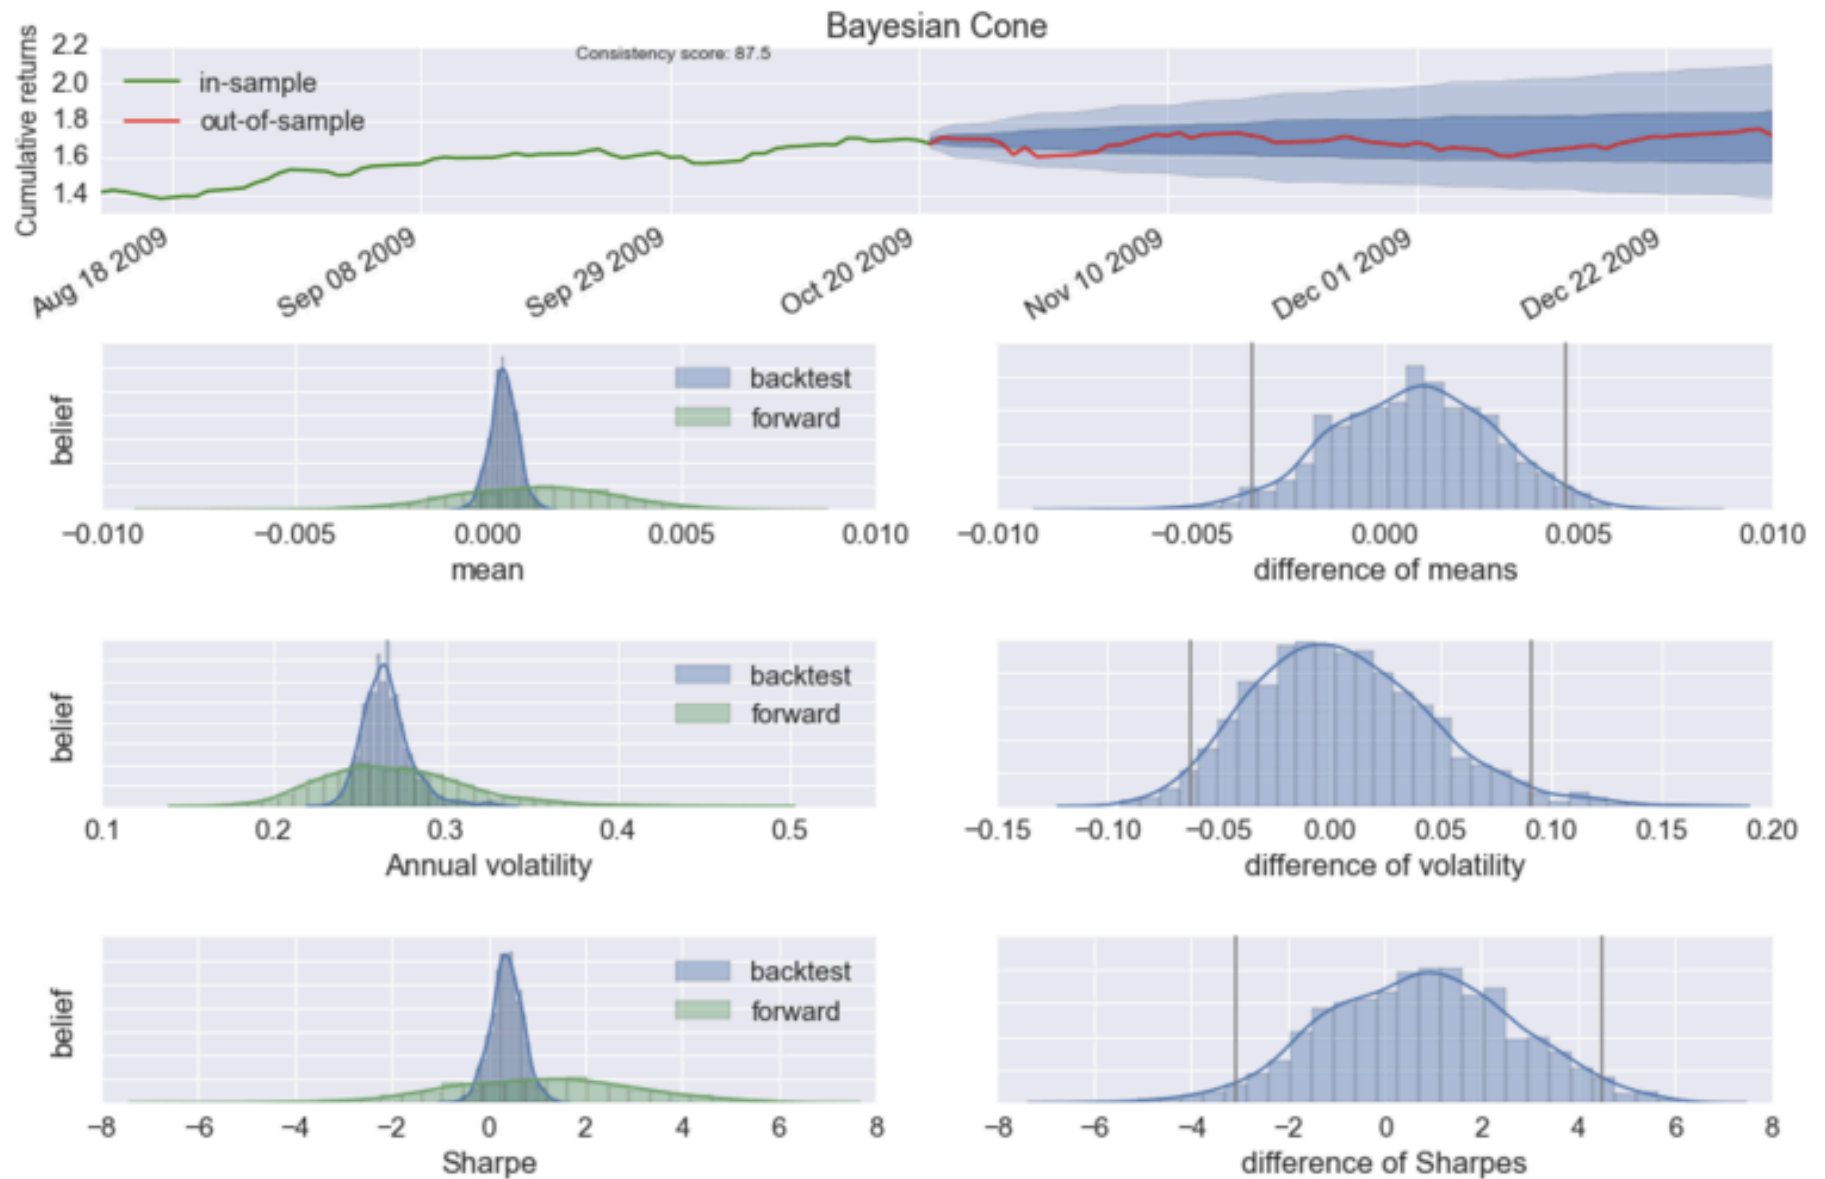 Bayesian Cone
Cumulative returns
2.2
2.0
1.8
1.6
1.4
Consistency score: 87.5
in-sample
out-of-sample
Aug 18 2009
Sep 08 2009
Sep 29 2009
Oct 20 2009
Nov 10 2009
Dec 01 2009
Dec 22 2009
belief
backtest
forward
−0.010 −0.005 0.000 0.005 0.010
mean
−0.010 −0.005 0.000 0.005 0.010
difference of means
belief
backtest
forward
0.1 0.2 0.3 0.4 0.5
Annual volatility
−0.15 −0.10 −0.05 0.00 0.05 0.10 0.15 0.20
difference of volatility
belief
backtest
forward
−8 −6 −4 −2 0 2 4 6 8
Sharpe
−8 −6 −4 −2 0 2 4 6 8
difference of Sharpes